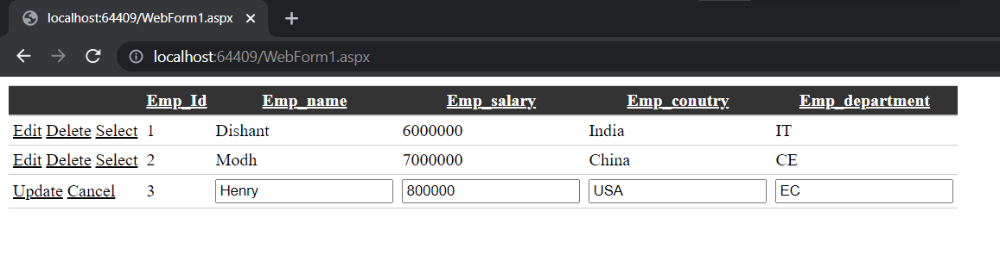 localhost:64409/WebForm1.aspx
localhost:64409/WebForm1.aspx
Emp_Id Emp_name Emp_salary Emp_conutry Emp_department
Edit Delete Select 1 Dishant 6000000 India IT
Edit Delete Select 2 Modh 7000000 China CE
Update Cancel 3 Henry 800000 USA EC